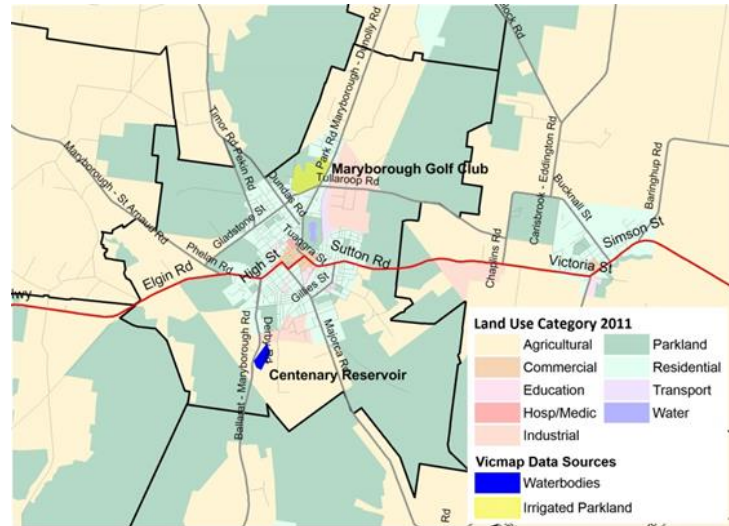 lock Rd
Maryborough - Dunolly Rd
Park Rd
Timor Rd
Pekin Rd
Maryborough Golf Club
Tullaroop Rd
Dundas Rd
Maryborough - St Arnaud Rd
Gladstone St
Carisbrook - Eddington Rd
Bucknall St
Baringhup Rd
Simson St
Tuaggra St
Phelan Rd
High St
Sutton Rd
Chaplins Rd
Victoria St
Elgin Rd
lwy
Gillies St
Derby Rd
Majorca Rd
Ballarat - Maryborough Rd
Centenary Reservoir
Land Use Category 2011
Agricultural
Parkland
Commercial
Residential
Education
Transport
Hosp/Medic
Water
Industrial
Vicmap Data Sources
Waterbodies
Irrigated Parkland